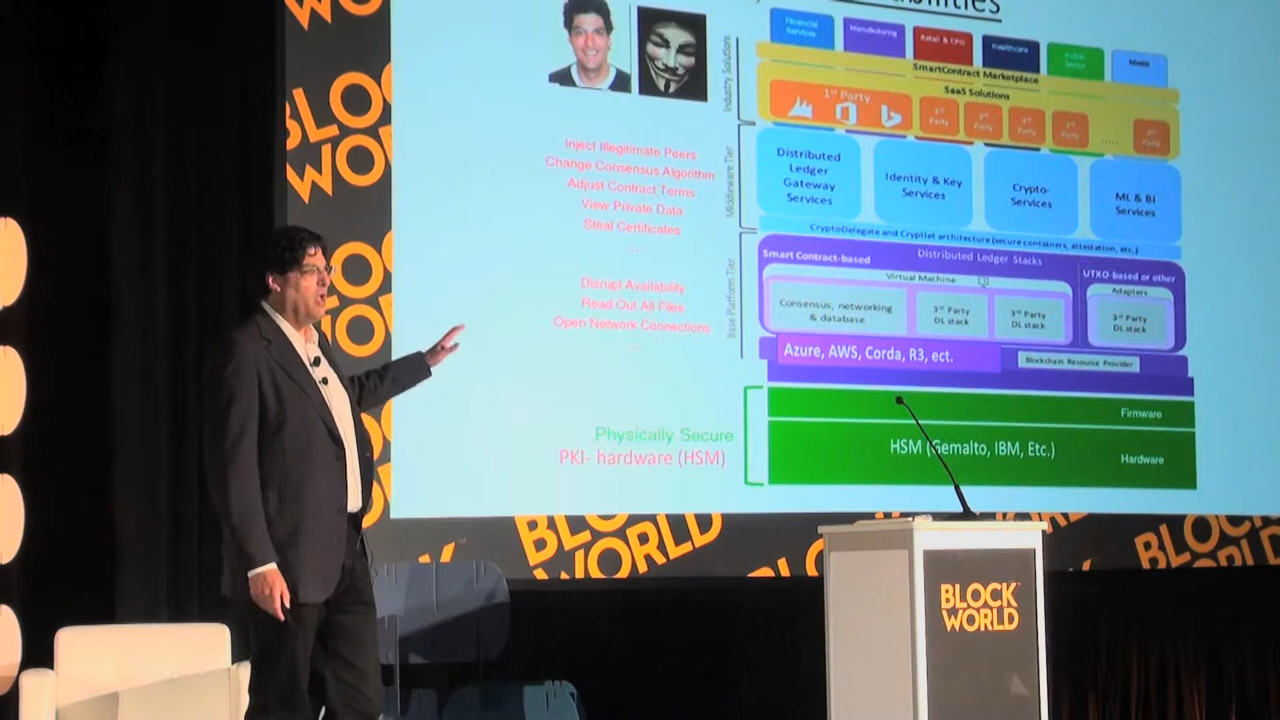 Financial Services
Manufacturing
Retail & CPG
Healthcare
Public Sector
Media
SmartContract Marketplace
SaaS Solutions
1st Party
3rd Party
3rd Party
3rd Party
3rd Party
.....
Industry Solutions
Inject Illegitimate Peers
Change Consensus Algorithm
Adjust Contract Terms
View Private Data
Steal Certificates
...
Middleware Tier
Distributed Ledger Gateway Services
Identity & Key Services
Crypto-Services
ML & BI Services
CryptoDelegate and Cryptlet architecture (secure containers, attestation, etc.)
Disrupt Availability
Read Out All Files
Open Network Connections
...
Base Platform Tier
Smart Contract-based
Distributed Ledger Stacks
UTXO-based or other
Virtual Machine
Adapters
Consensus, networking & database
3rd Party DL stack
3rd Party DL stack
3rd Party DL stack
Azure, AWS, Corda, R3, ect.
Blockchain Resource Provider
Physically Secure
PKI- hardware (HSM)
Firmware
HSM (Gemalto, IBM, Etc.)
Hardware
BLOCK
WORLD
BLOCK
WORLD